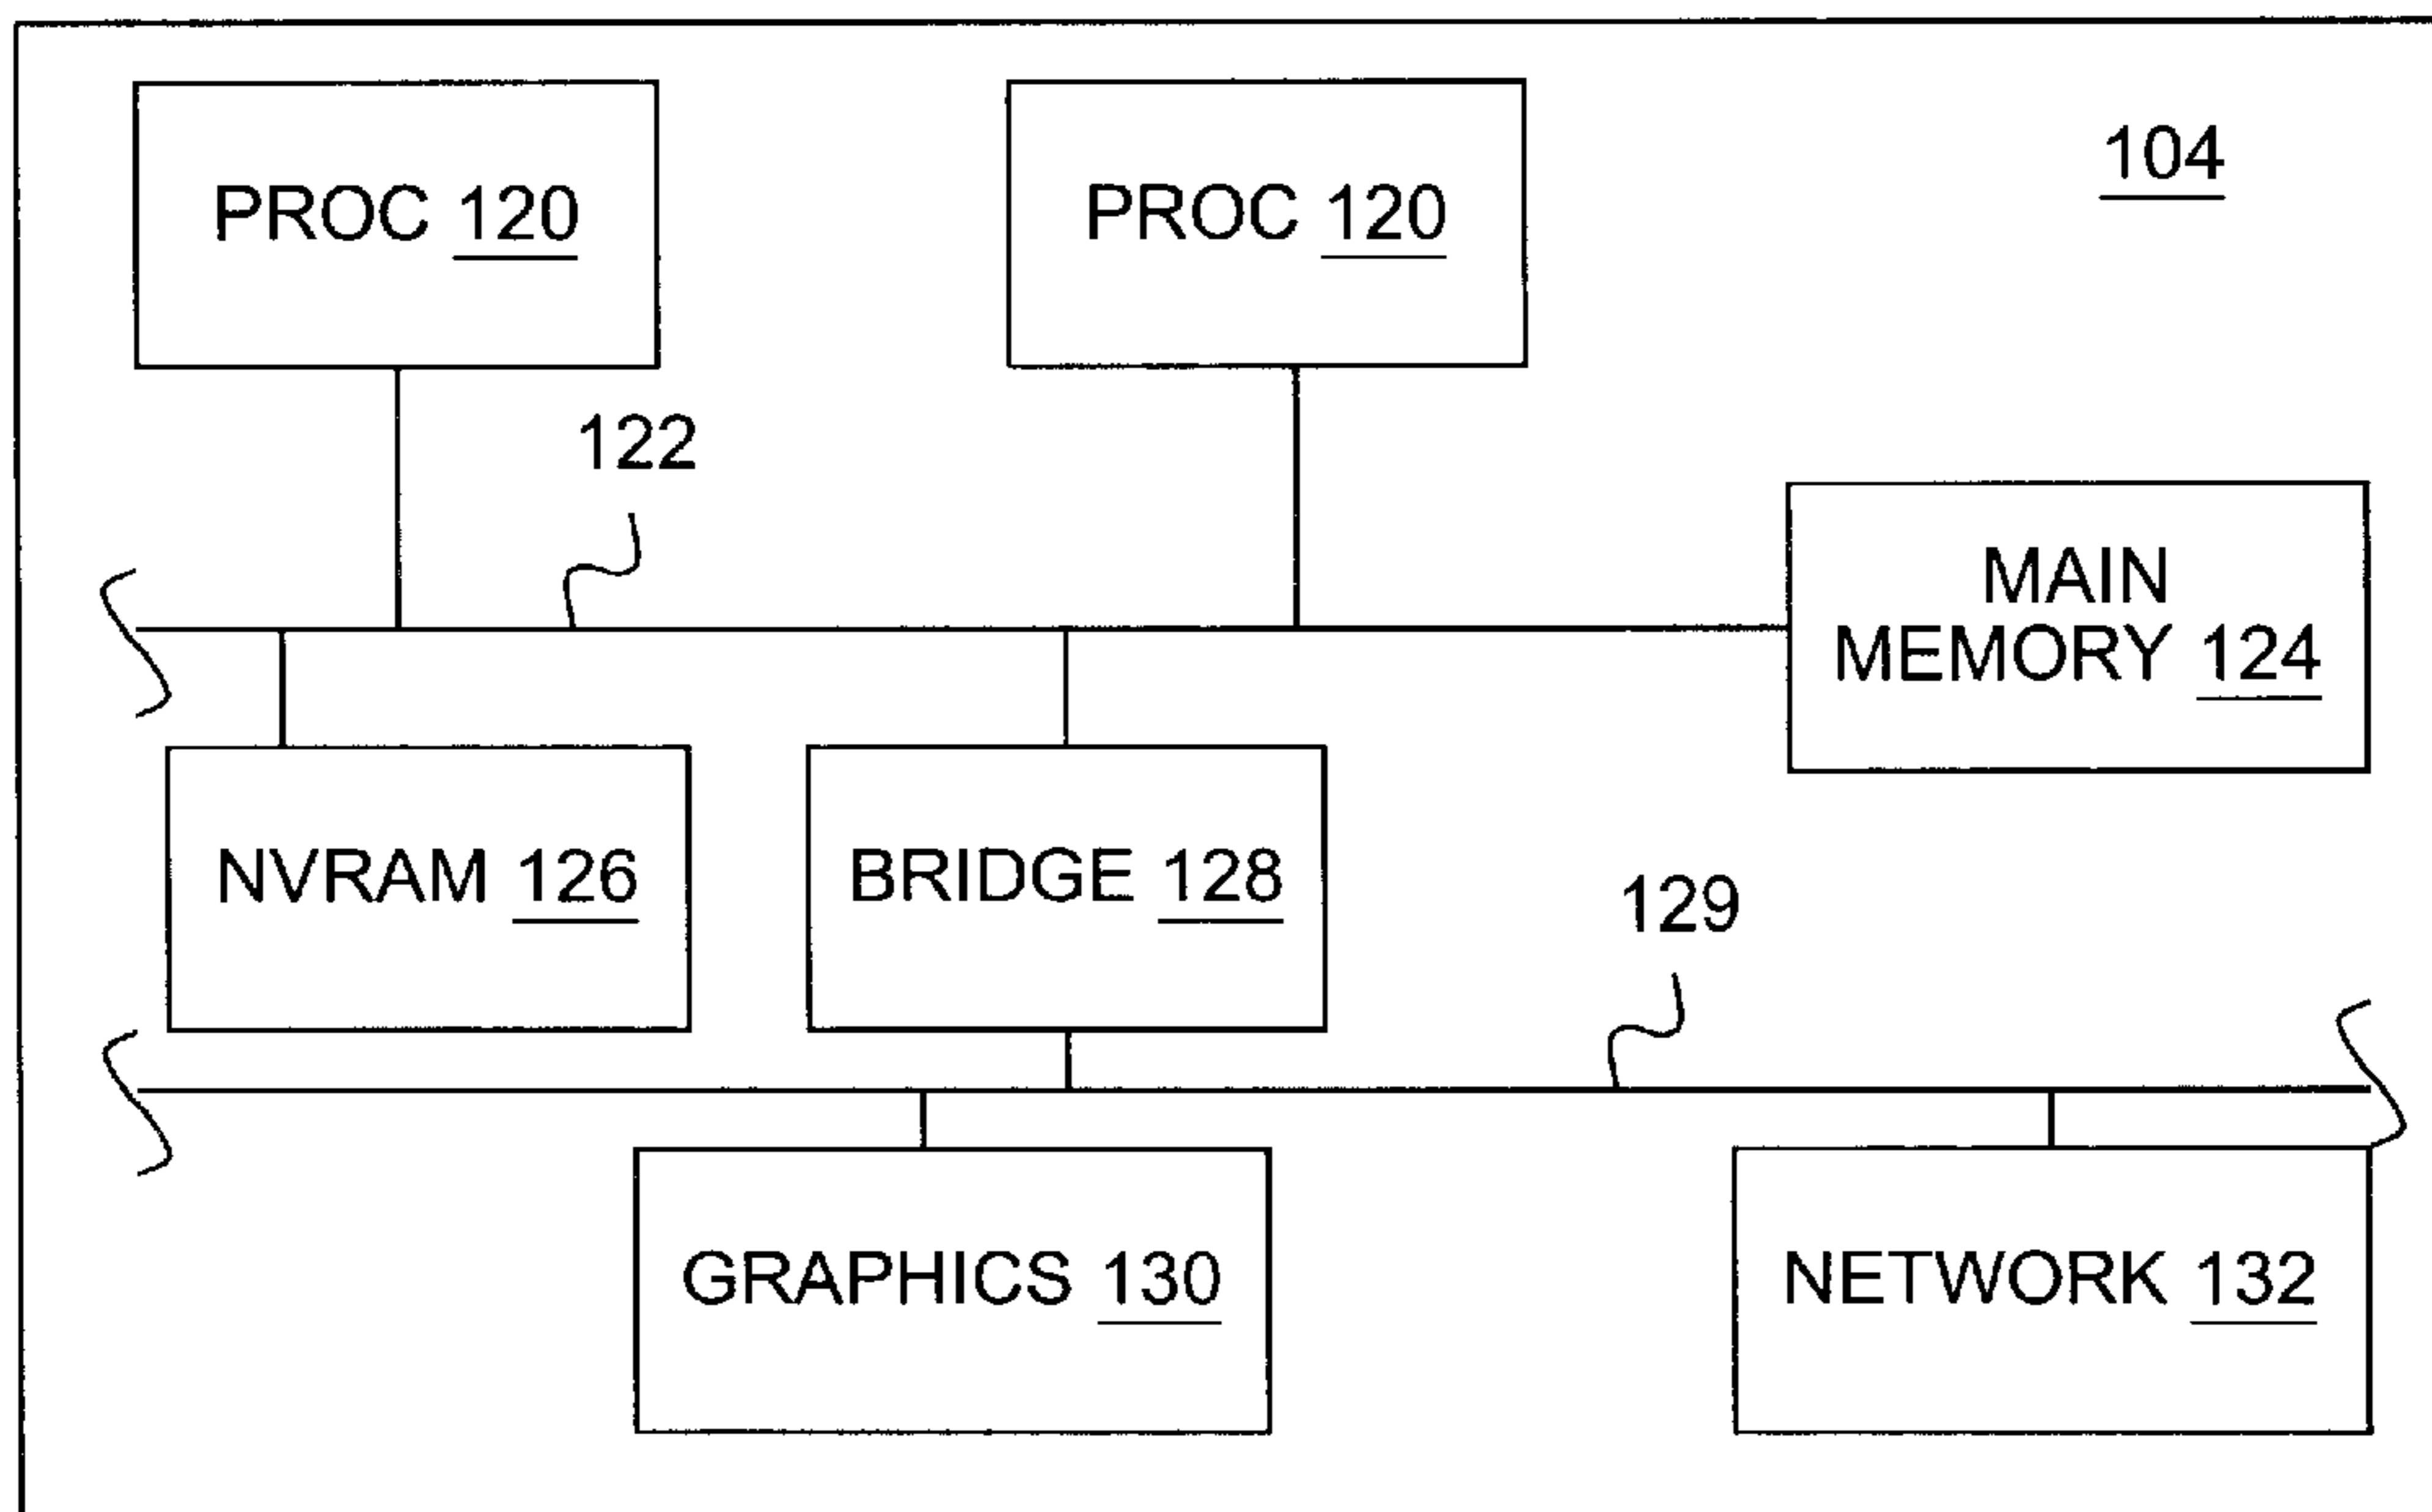 PROC 120
PROC 120
104
122
MAIN
MEMORY 124
NVRAM 126
BRIDGE 128
129
GRAPHICS 130
NETWORK 132